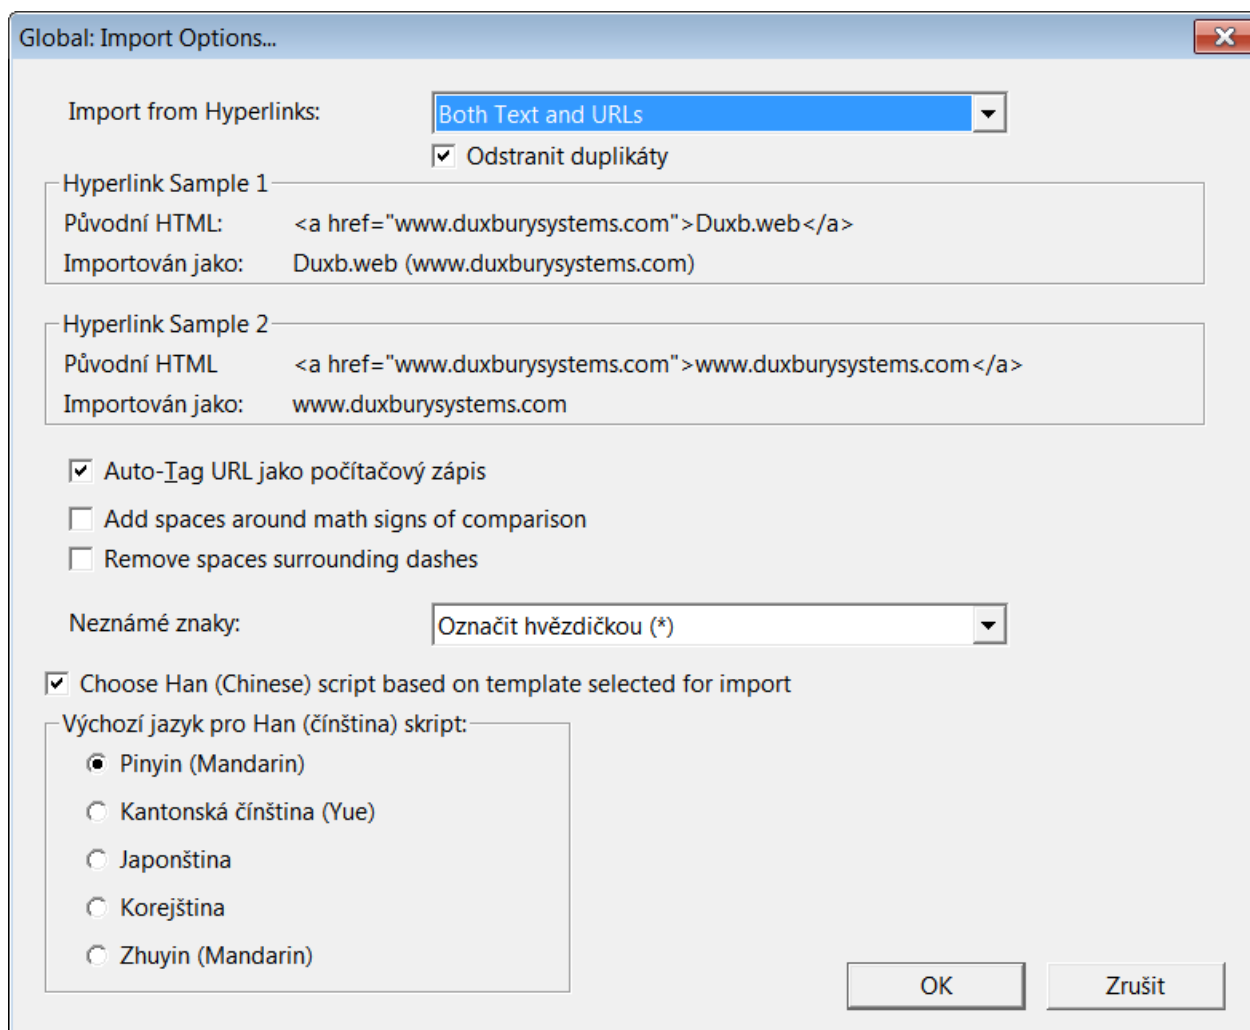 Global: Import Options...
Import from Hyperlinks: Both Text and URLs
Odstranit duplikáty
Hyperlink Sample 1
Původní HTML: <a href="www.duxburysystems.com">Duxb.web</a>
Importován jako: Duxb.web (www.duxburysystems.com)
Hyperlink Sample 2
Původní HTML <a href="www.duxburysystems.com">www.duxburysystems.com</a>
Importován jako: www.duxburysystems.com
Auto-Tag URL jako počítačový zápis
Add spaces around math signs of comparison
Remove spaces surrounding dashes
Neznámé znaky: Označit hvězdičkou (*)
Choose Han (Chinese) script based on template selected for import
Výchozí jazyk pro Han (čínština) skript:
Pinyin (Mandarin)
Kantonská čínština (Yue)
Japonština
Korejština
Zhuyin (Mandarin)
OK Zrušit